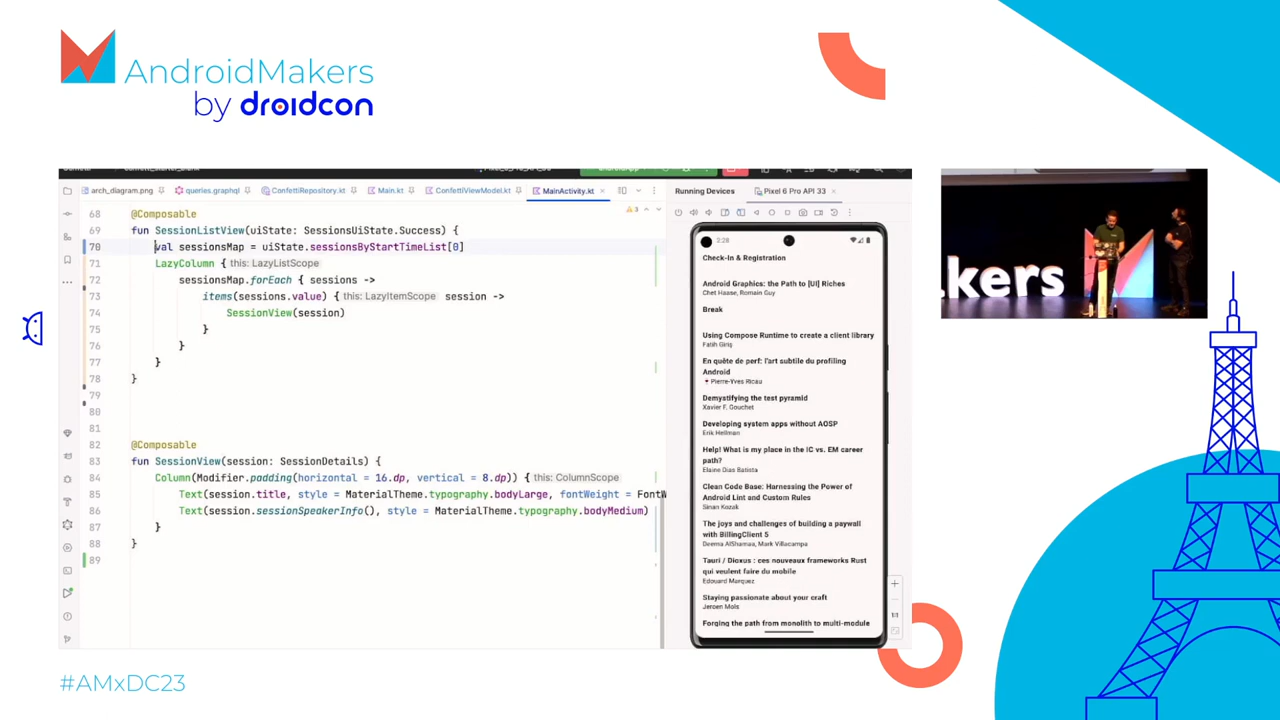 AndroidMakers
by droidcon
arch_diagram.png
queries.graphql
ConfettiRepository.kt
Main.kt
ConfettiViewModel.kt
MainActivity.kt
Running Devices
Pixel 6 Pro API 33
3
68 @Composable
69 fun SessionListView(uiState: SessionsUiState.Success) {
70 val sessionsMap = uiState.sessionsByStartTimeList[0]
71 LazyColumn { this: LazyListScope
72 sessionsMap.forEach { sessions ->
73 items(sessions.value) { this: LazyItemScope session ->
74 SessionView(session)
75 }
76 }
77 }
78 }
79
80
81
82 @Composable
83 fun SessionView(session: SessionDetails) {
84 Column(Modifier.padding(horizontal = 16.dp, vertical = 8.dp)) { this: ColumnScope
85 Text(session.title, style = MaterialTheme.typography.bodyLarge, fontWeight = FontW
86 Text(session.sessionSpeakerInfo(), style = MaterialTheme.typography.bodyMedium)
87 }
88 }
89
3:28
Check-In & Registration
Android Graphics: the Path to [UI] Riches
Chet Haase, Romain Guy
Break
Using Compose Runtime to create a client library
Fatih Giriş
En quête de perf: l'art subtile du profiling
Android
Pierre-Yves Ricau
Demystifying the test pyramid
Xavier F. Gouchet
Developing system apps without AOSP
Erik Hellman
Help! What is my place in the IC vs. EM career
path?
Elaine Dias Batista
Clean Code Base: Harnessing the Power of
Android Lint and Custom Rules
Sinan Kozak
The joys and challenges of building a paywall
with BillingClient 5
Deema AlShamaa, Mark Villacampa
Tauri / Dioxus : ces nouveaux frameworks Rust
qui veulent faire du mobile
Edouard Marquez
Staying passionate about your craft
Jeroen Mols
Forging the path from monolith to multi-module
1:1
kers
#AMxDC23